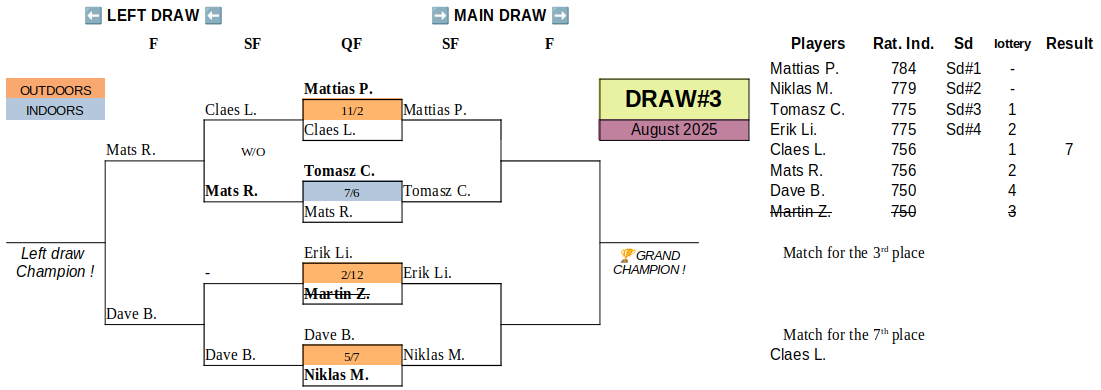 ⬅ LEFT DRAW ⬅ ➡ MAIN DRAW ➡
F SF QF SF F
Players Rat. Ind. Sd lottery Result
Mattias P. 784 Sd#1 -
Niklas M. 779 Sd#2 -
Tomasz C. 775 Sd#3 1
Erik Li. 775 Sd#4 2
Claes L. 756 1 7
Mats R. 756 2
Dave B. 750 4
Martin Z. 750 3
OUTDOORS
INDOORS
DRAW#3
August 2025
Mattias P.
Claes L. 11/2 Mattias P.
Claes L.
Mats R. W/O
Tomasz C.
Mats R. 7/6 Tomasz C.
Mats R.
Left draw
Champion !
Erik Li.
- 2/12 Erik Li.
Martin Z.
🏆GRAND
CHAMPION !
Dave B.
Dave B.
Dave B. 5/7 Niklas M.
Niklas M.
Match for the 3rd place
Match for the 7th place
Claes L.